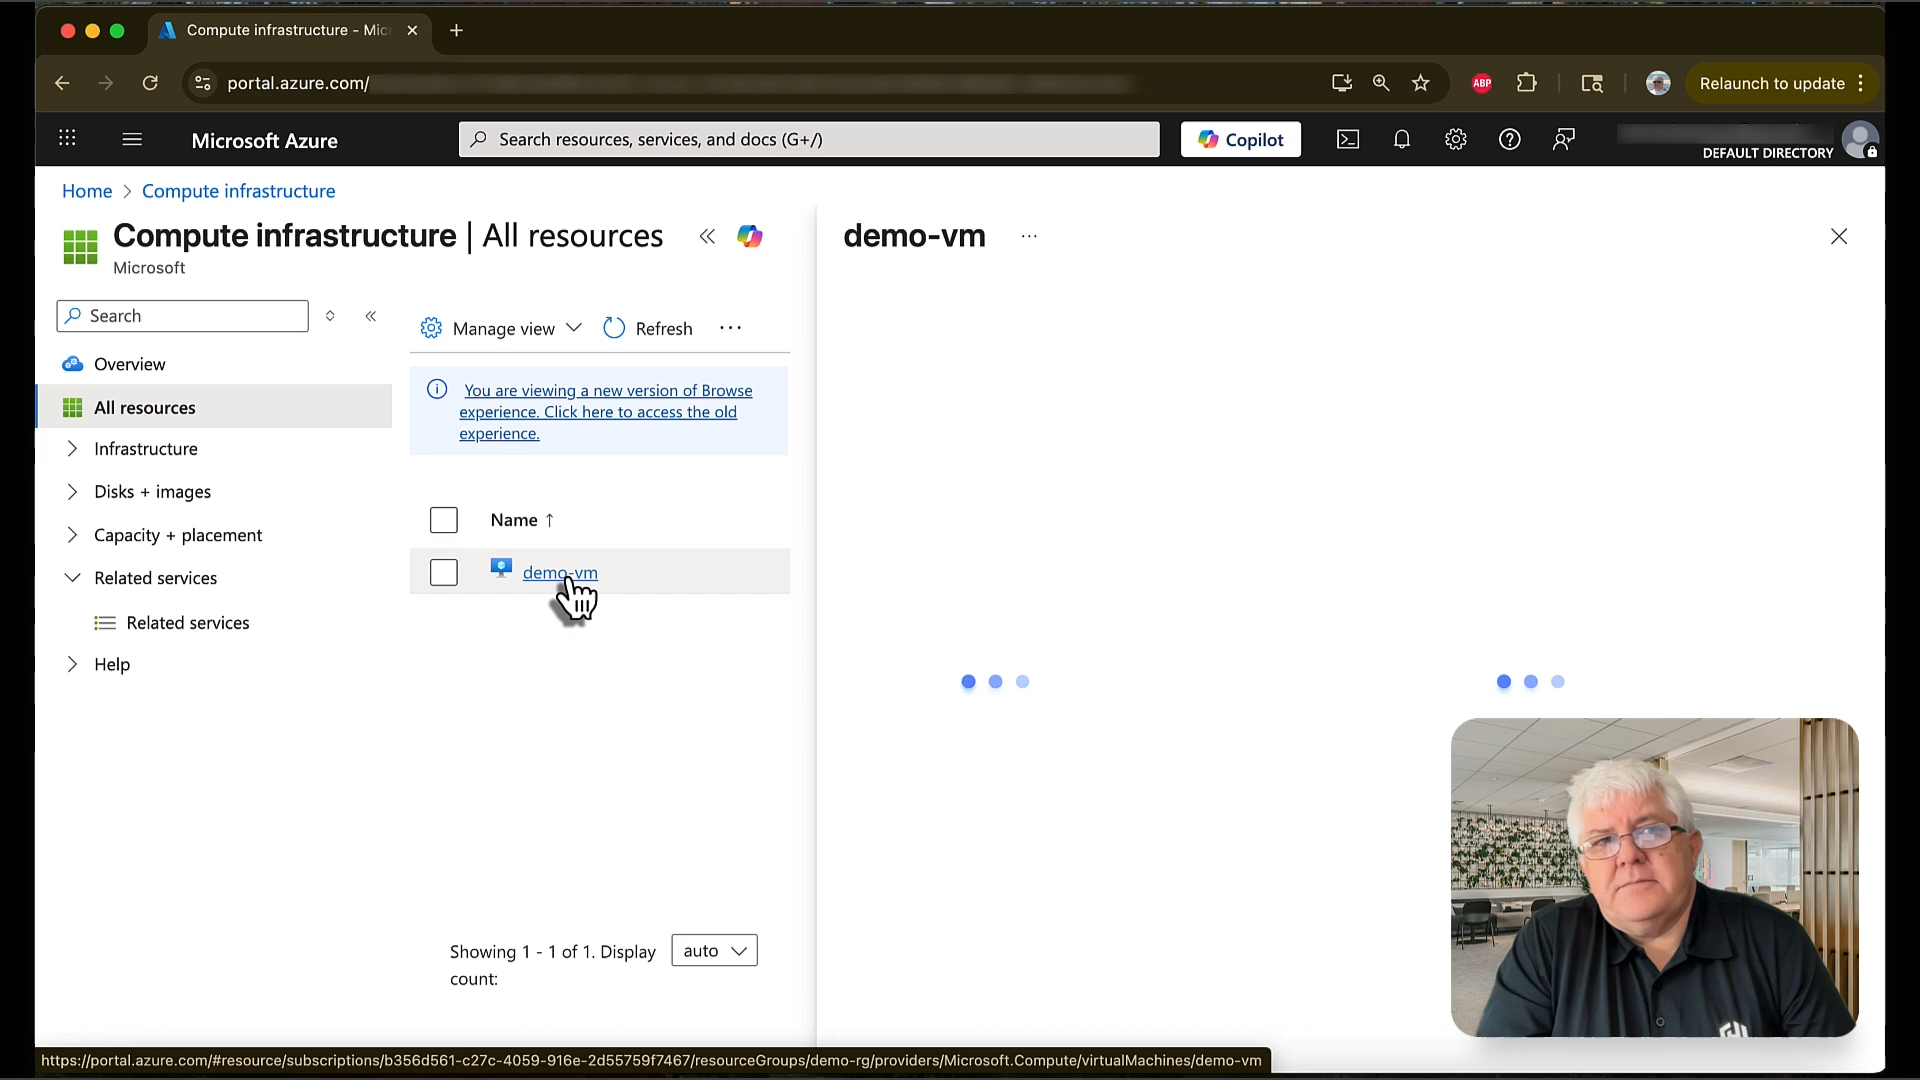 Compute infrastructure - Mic
portal.azure.com/
ABP
Relaunch to update
Microsoft Azure
Search resources, services, and docs (G+/)
Copilot
DEFAULT DIRECTORY
Home > Compute infrastructure
Compute infrastructure | All resources
Microsoft
demo-vm
Search
Manage view
Refresh
Overview
All resources
Infrastructure
Disks + images
Capacity + placement
Related services
Related services
Help
You are viewing a new version of Browse
experience. Click here to access the old
experience.
Name ↑
demo-vm
Showing 1 - 1 of 1. Display
count:
auto
https://portal.azure.com/#resource/subscriptions/b356d561-c27c-4059-916e-2d55759f7467/resourceGroups/demo-rg/providers/Microsoft.Compute/virtualMachines/demo-vm